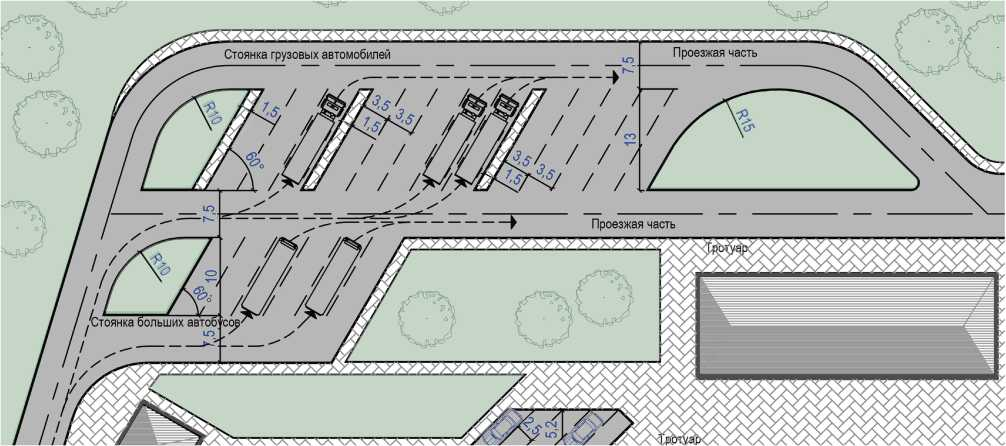 Стоянка грузовых автомобилей
Проезжая часть
7,5
R10
1,5
3,5
3,5
1,5
R15
13
60°
3,5
3,5
1,5
7,5
Проезжая часть
Тротуар
R10
10
60°
Стоянка больших автобусов
7,5
2,5
5,2
Тротуар